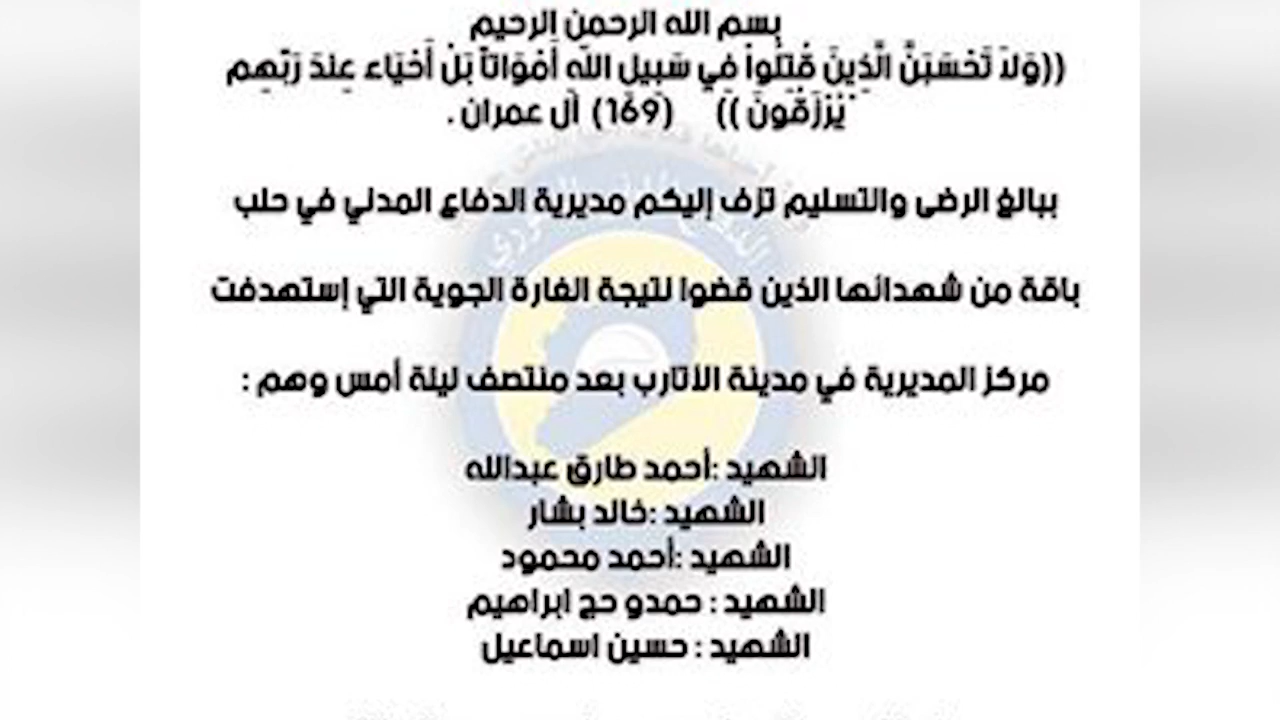 بسم الله الرحمن الرحيم
((وَلاَ تَحْسَبَنَّ الَّذِينَ قُتِلُواْ فِي سَبِيلِ اللّهِ أَمْوَاتاً بَلْ أَحْيَاء عِندَ رَبِّهِمْ
يُرْزَقُونَ )) (169) آل عمران .
ببالغ الرضى والتسليم تزف إليكم مديرية الدفاع المدني في حلب
باقة من شهدائها الذين قضوا نتيجة الغارة الجوية التي إستهدفت
مركز المديرية في مدينة الأتارب بعد منتصف ليلة أمس وهم :
الشهيد :أحمد طارق عبدالله
الشهيد :خالد بشار
الشهيد :أحمد محمود
الشهيد : حمدو حج ابراهيم
الشهيد : حسين اسماعيل